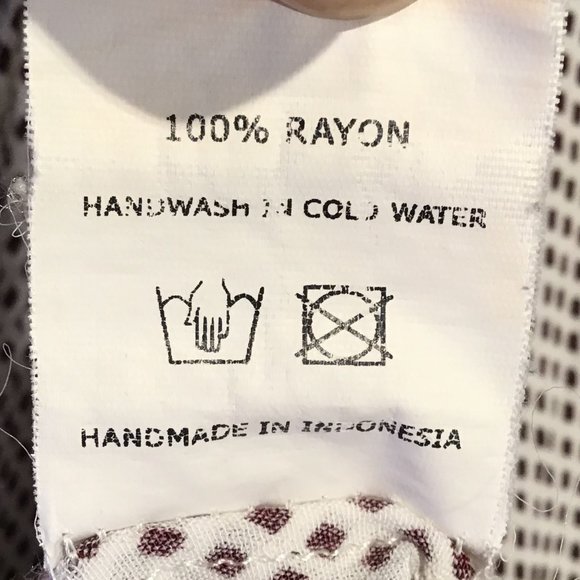 100% RAYON
HANDWASH IN COLD WATER
HANDMADE IN INDONESIA